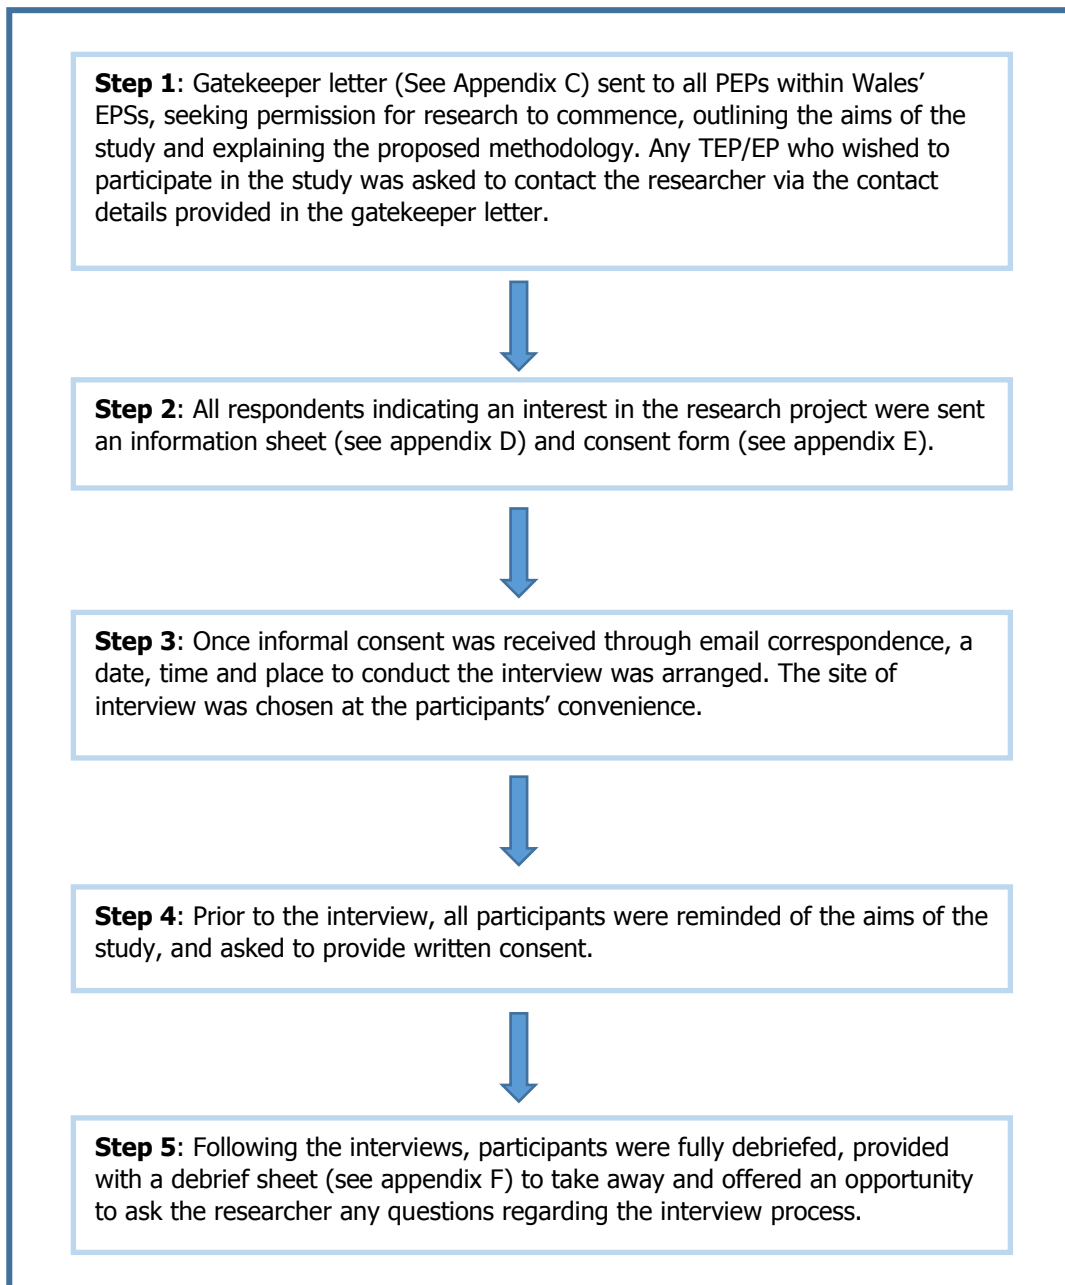 Step 1: Gatekeeper letter (See Appendix C) sent to all PEPs within Wales’
EPSs, seeking permission for research to commence, outlining the aims of the
study and explaining the proposed methodology. Any TEP/EP who wished to
participate in the study was asked to contact the researcher via the contact
details provided in the gatekeeper letter.
Step 2: All respondents indicating an interest in the research project were sent
an information sheet (see appendix D) and consent form (see appendix E).
Step 3: Once informal consent was received through email correspondence, a
date, time and place to conduct the interview was arranged. The site of
interview was chosen at the participants’ convenience.
Step 4: Prior to the interview, all participants were reminded of the aims of the
study, and asked to provide written consent.
Step 5: Following the interviews, participants were fully debriefed, provided
with a debrief sheet (see appendix F) to take away and offered an opportunity
to ask the researcher any questions regarding the interview process.